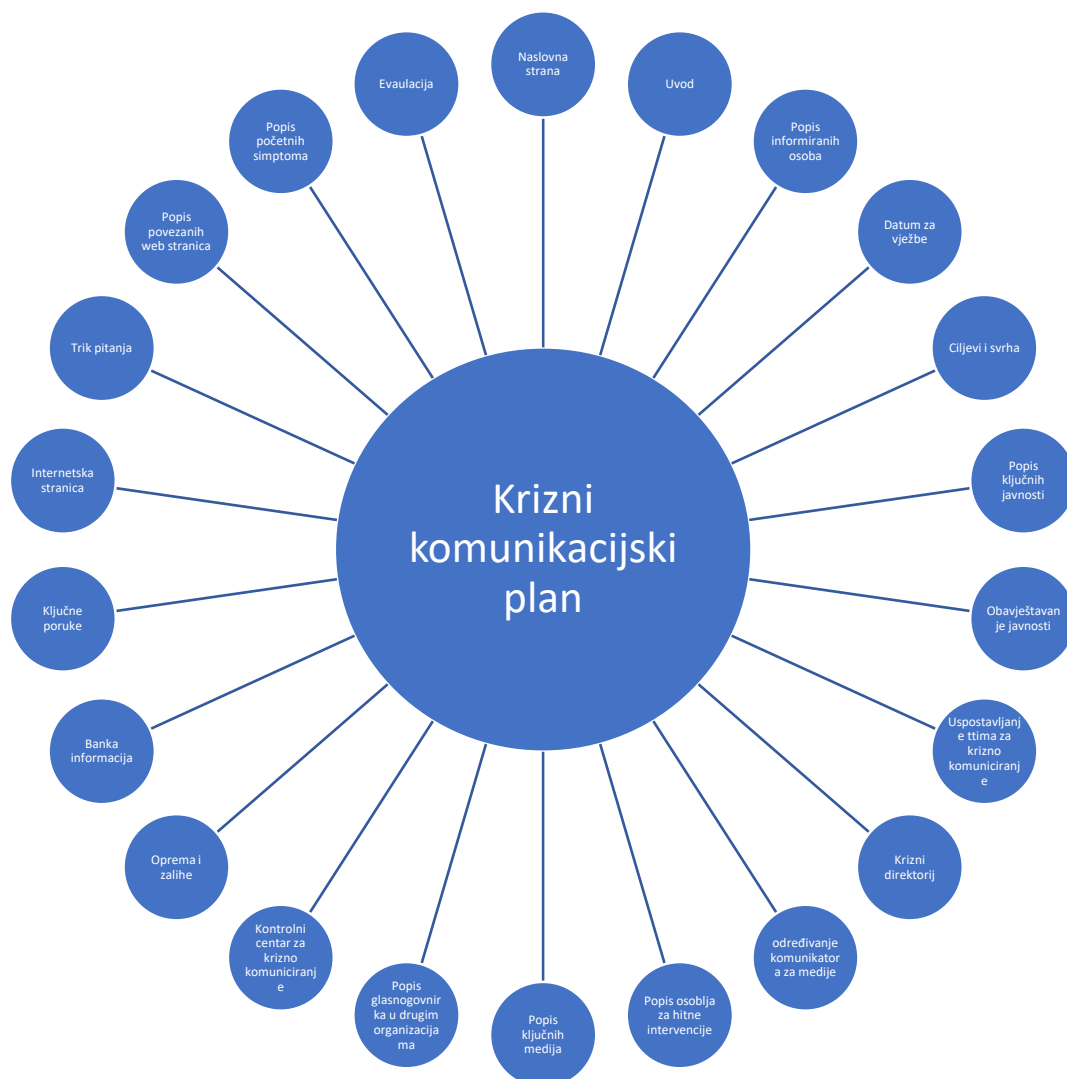 Naslovna
strana
Uvod
Popis
informiranih
osoba
Datum za
vježbe
Ciljevi i svrha
Popis
ključnih
javnosti
Obavještavan
je javnosti
Uspostavljanj
e ttima za
krizno
komuniciranj
e
Krizni
direktorij
određivanje
komunikator
a za medije
Popis osoblja
za hitne
intervencije
Popis
ključnih
medija
Popis
glasnogovnir
ka u drugim
organizacija
ma
Kontrolni
centar za
krizno
komuniciranj
e
Oprema i
zalihe
Banka
informacija
Ključne
poruke
Internetska
stranica
Trik pitanja
Popis
povezanih
web stranica
Popis
početnih
simptoma
Evaulacija
Krizni
komunikacijski
plan